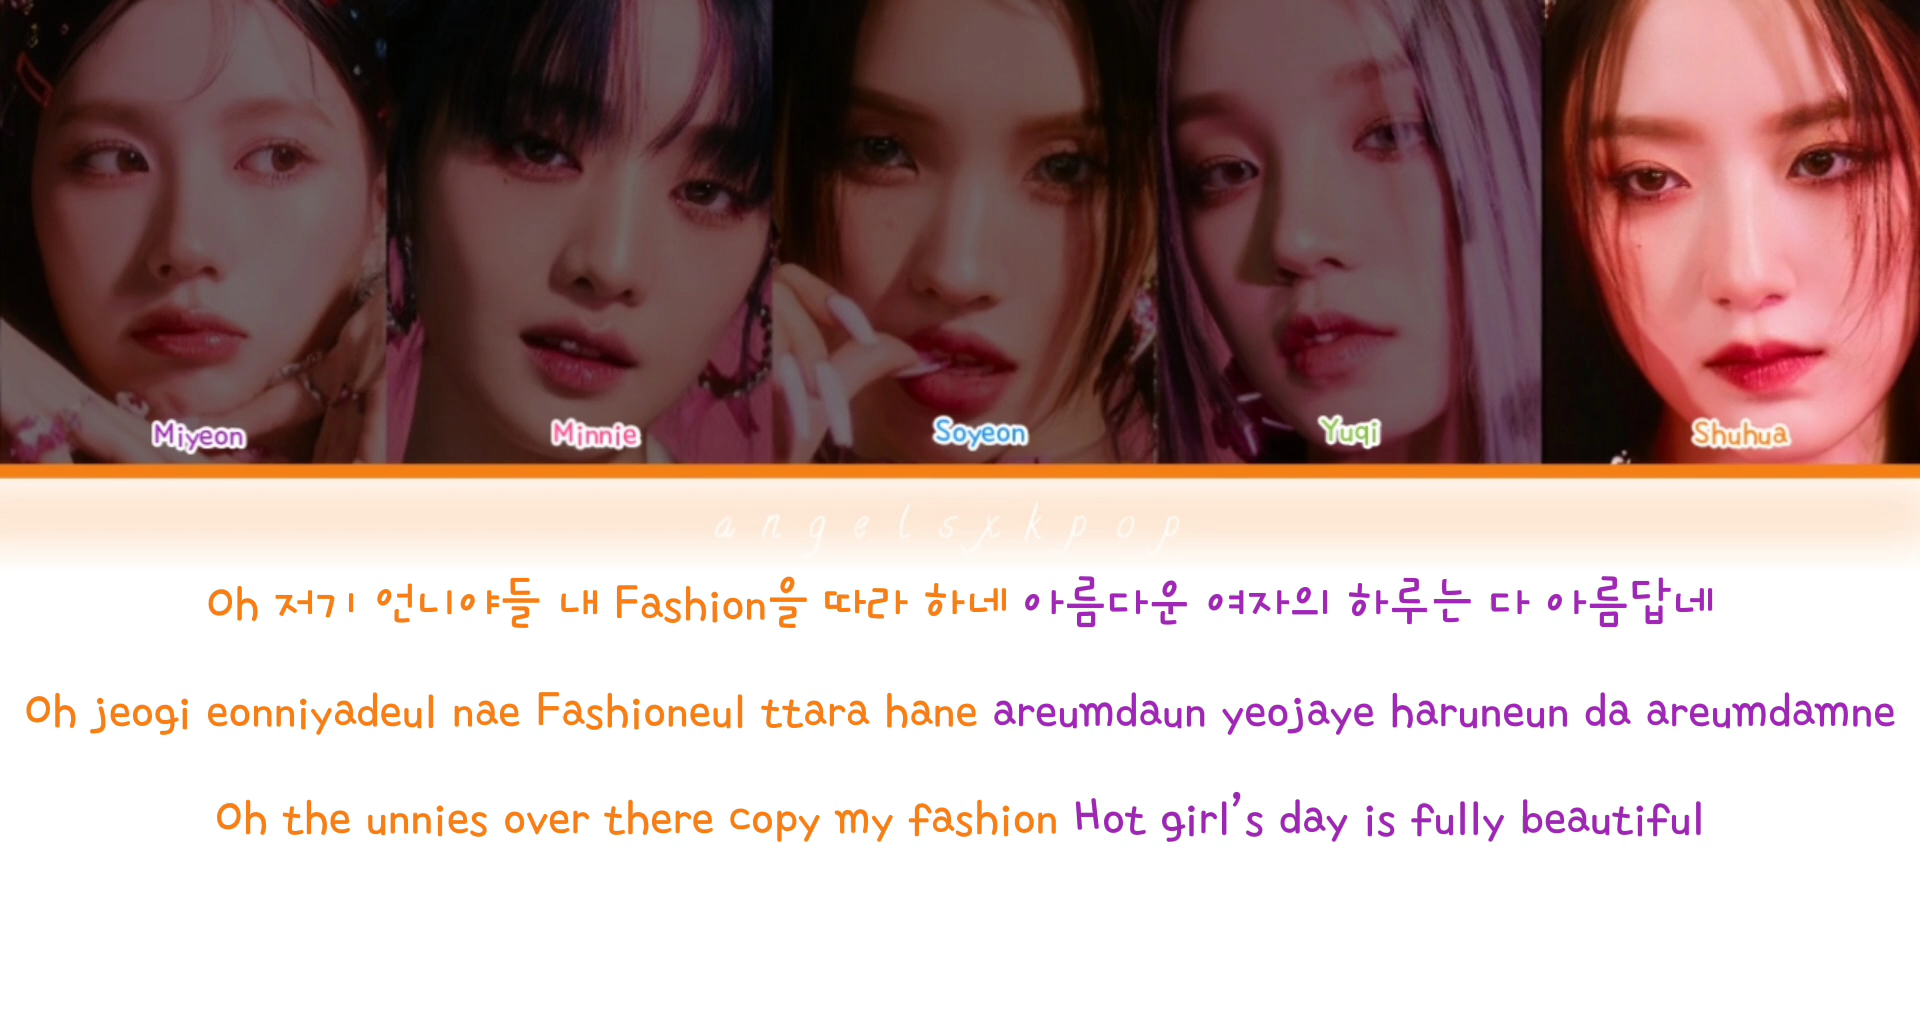 Miyeon Minnie Soyeon Yuqi Shuhua
angelsxkpop
Oh 저기 언니야들 내 Fashion을 따라 하네 아름다운 여자의 하루는 다 아름답네
Oh jeogi eonniyadeul nae Fashioneul ttara hane areumdaun yeojaye haruneun da areumdamne
Oh the unnies over there copy my fashion Hot girl’s day is fully beautiful